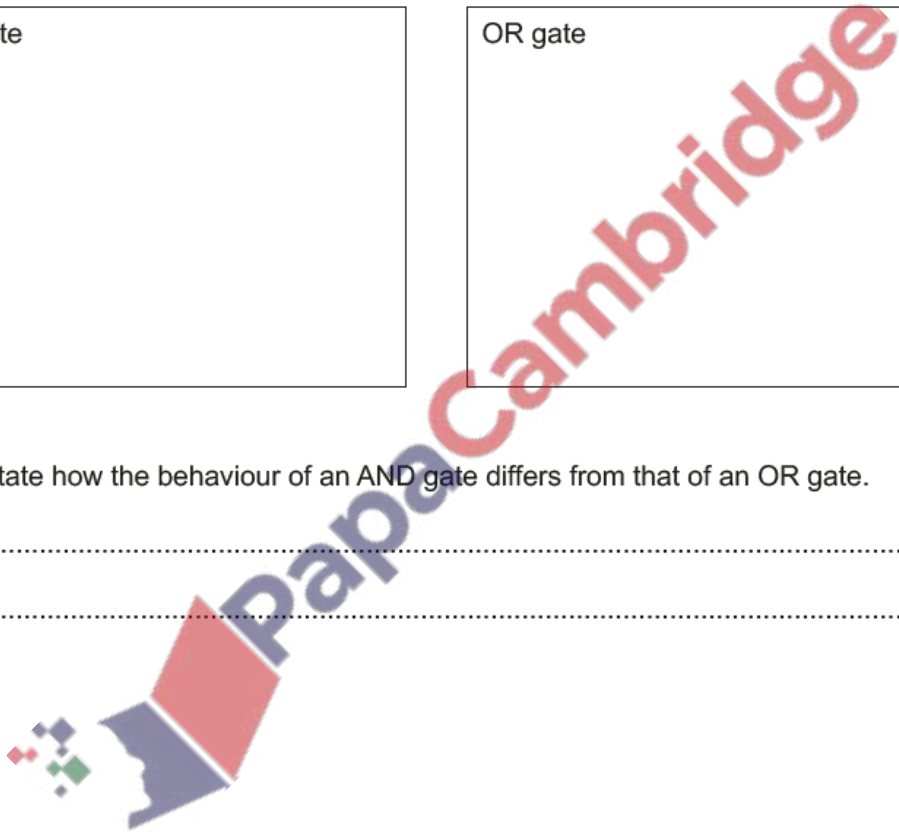 te
OR gate
tate how the behaviour of an AND gate differs from that of an OR gate.
PapaCambridge